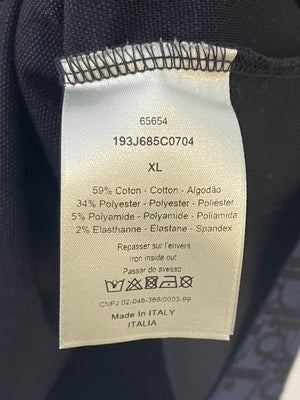 65654
193J685C0704
XL
59% Coton - Cotton - Algodão
34% Polyester - Polyester - Poliester
5% Polyamide - Polyamide - Poliamida
2% Elasthanne - Elastane - Spandex
Repasser sur l'envers
Iron inside out
Passar do avesso
CNPJ 02-046-366/0003-99
Made in ITALY
ITALIA